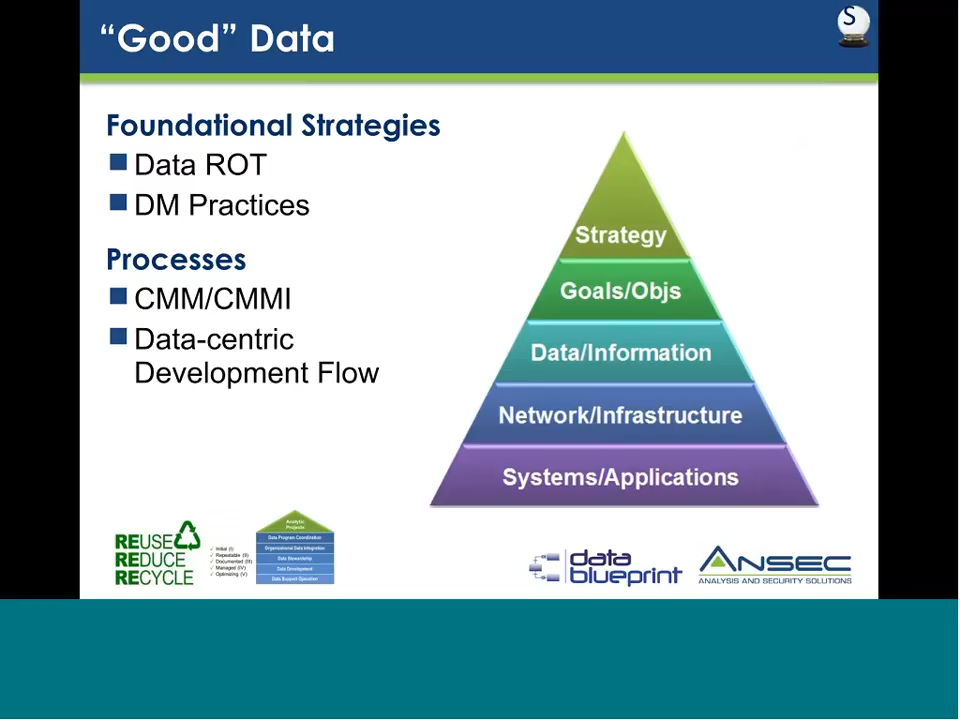 “Good” Data
S
Foundational Strategies
Data ROT
DM Practices
Processes
CMM/CMMI
Data-centric
Development Flow
Strategy
Goals/Objs
Data/Information
Network/Infrastructure
Systems/Applications
REUSE
REDUCE
RECYCLE
✓ Initial (I)
✓ Repeatable (II)
✓ Documented (III)
✓ Managed (IV)
✓ Optimizing (V)
Analytic
Projects
Data Program Coordination
Organizational Data Integration
Data Stewardship
Data Development
Data Support Operations
data
blueprint
ANSEC
ANALYSIS AND SECURITY SOLUTIONS